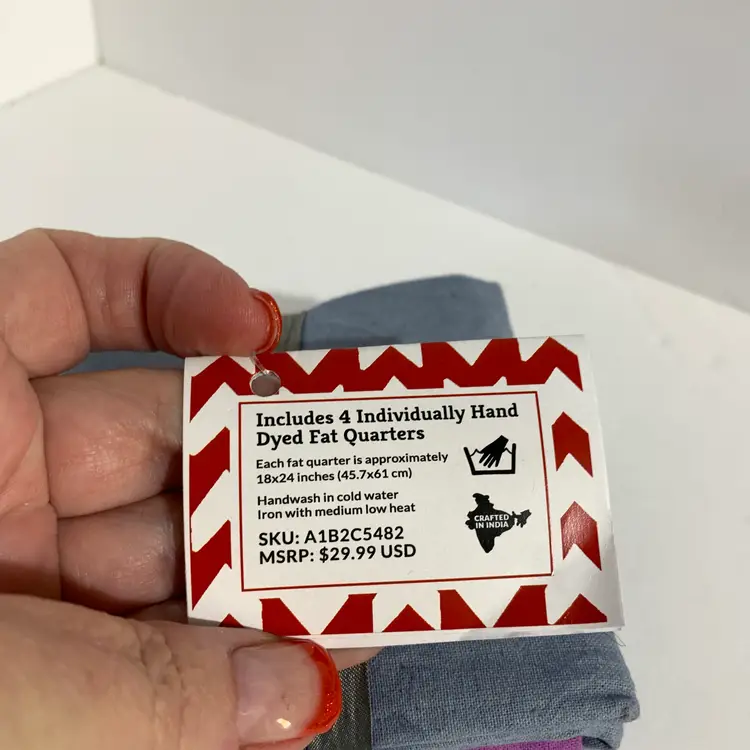 Includes 4 Individually Hand
Dyed Fat Quarters
Each fat quarter is approximately
18x24 inches (45.7x61 cm)
Handwash in cold water
Iron with medium low heat
CRAFTED
IN INDIA
SKU: A1B2C5482
MSRP: $29.99 USD